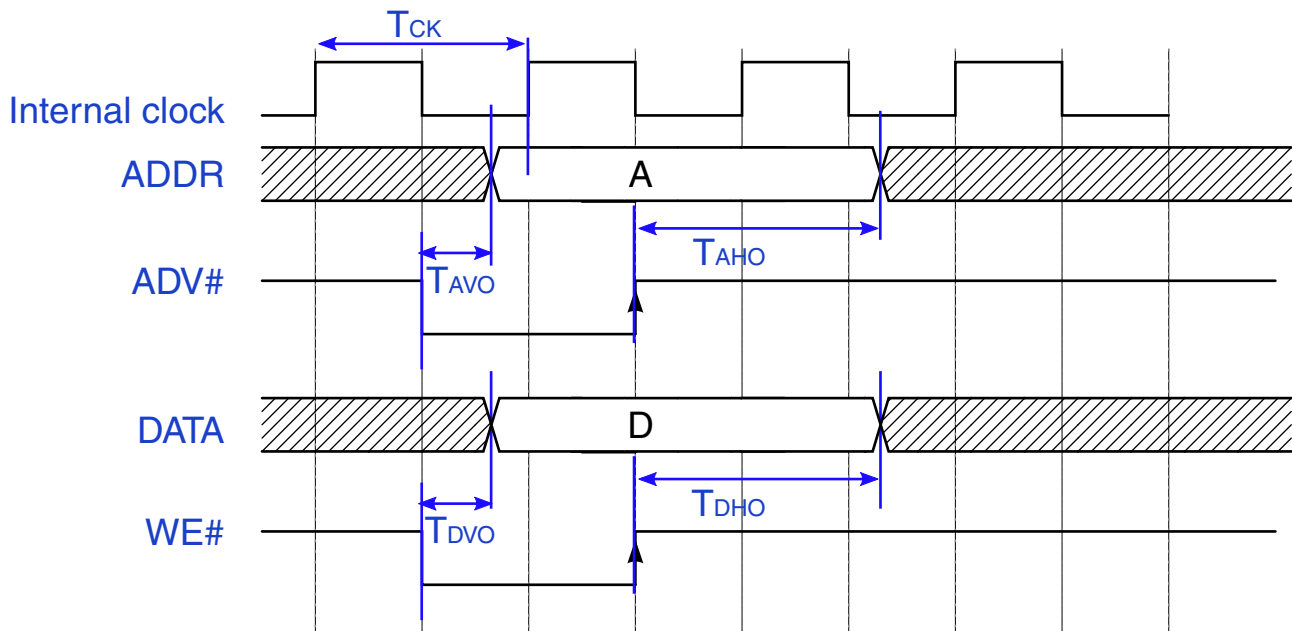 TCK
Internal clock
ADDR
A
TAHO
ADV#
TAVO
DATA
D
TDHO
WE#
TDVO